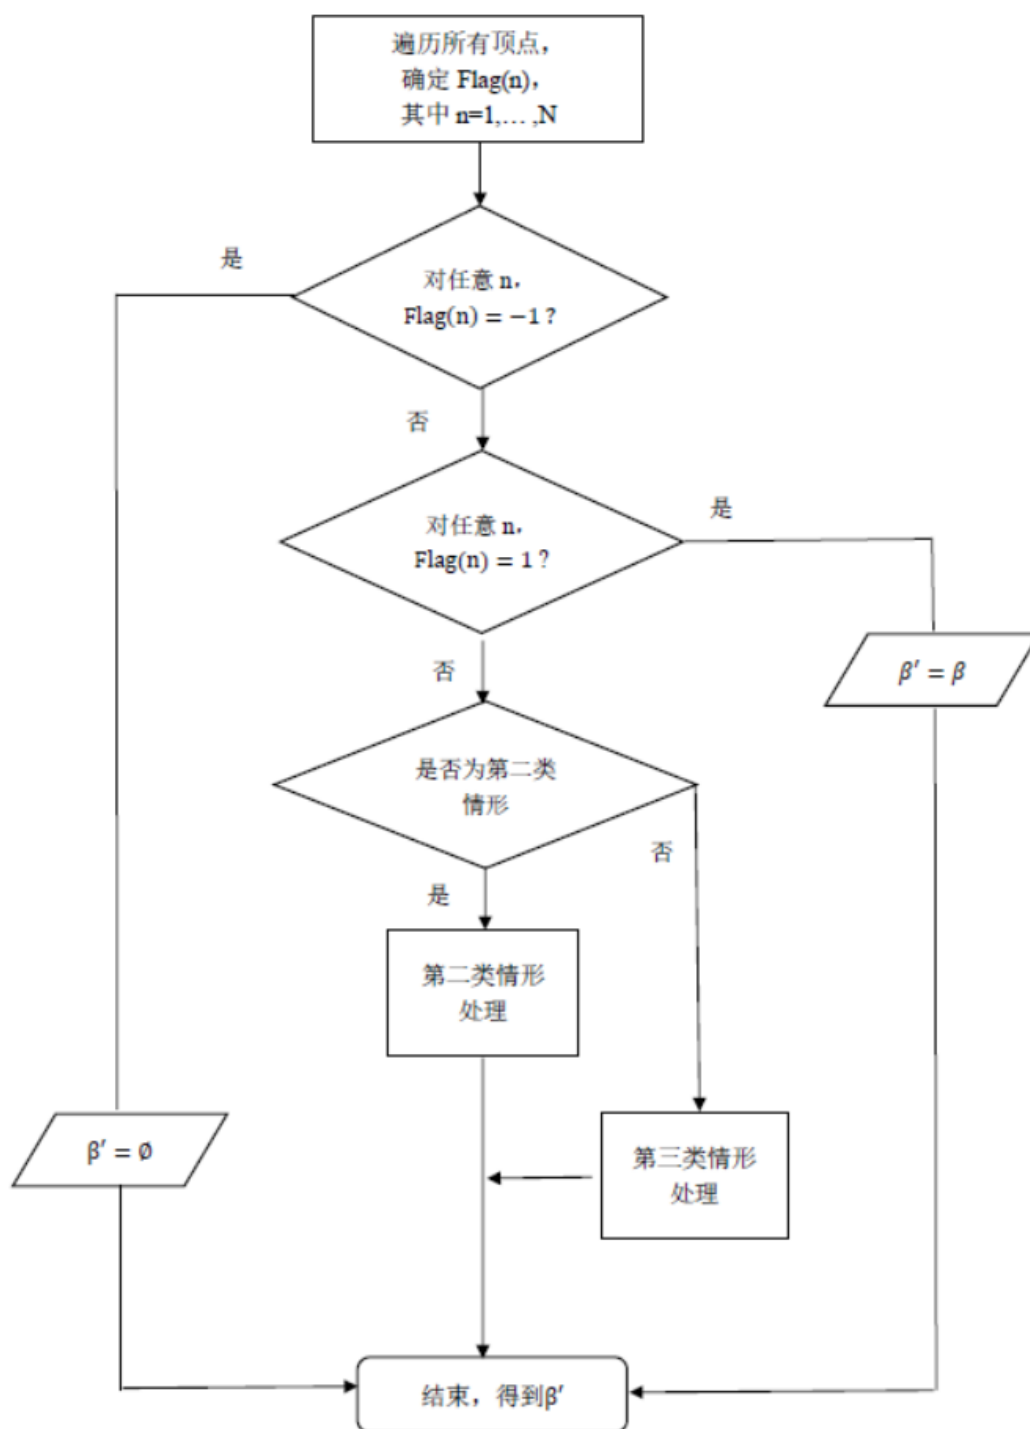 遍历所有顶点，
确定 Flag(n)，
其中 n=1,… ,N
是
对任意 n，
Flag(n) = −1？
否
对任意 n，
Flag(n) = 1？
是
β′ = β
否
是否为第二类
情形
否
是
第二类情形
处理
β′ = ∅
第三类情形
处理
结束，得到β′